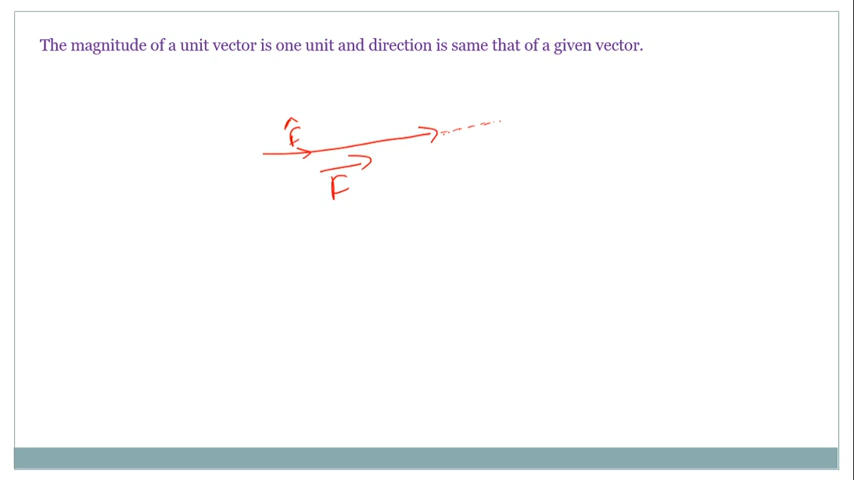 The magnitude of a unit vector is one unit and direction is same that of a given vector.
F̂
F⃗